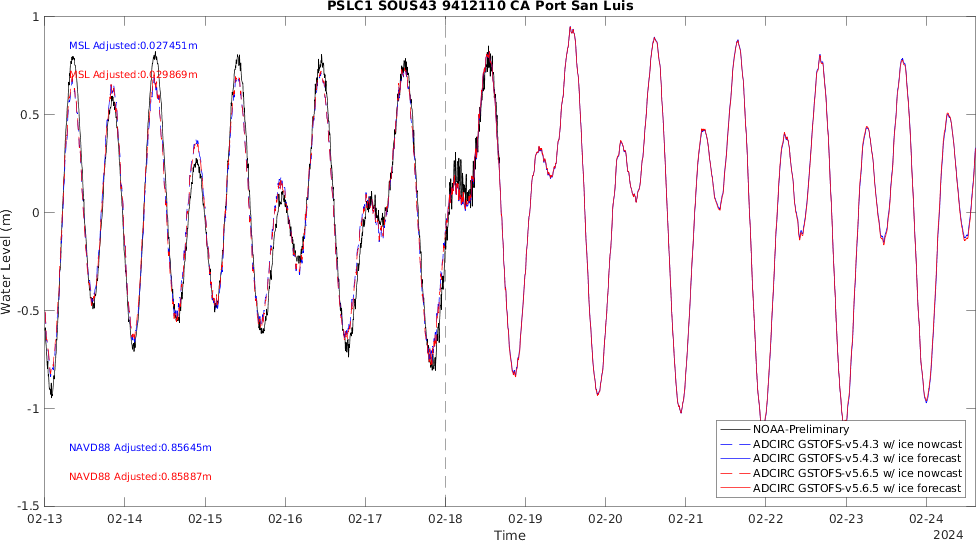 PSLC1 SOUS43 9412110 CA Port San Luis
1
MSL Adjusted:0.027451m
MSL Adjusted:0.029869m
0.5
0
Water Level (m)
-0.5
-1
NAVD88 Adjusted:0.85645m
NAVD88 Adjusted:0.85887m
NOAA-Preliminary
ADCIRC GSTOFS-v5.4.3 w/ ice nowcast
ADCIRC GSTOFS-v5.4.3 w/ ice forecast
ADCIRC GSTOFS-v5.6.5 w/ ice nowcast
ADCIRC GSTOFS-v5.6.5 w/ ice forecast
-1.5
02-13 02-14 02-15 02-16 02-17 02-18 02-19 02-20 02-21 02-22 02-23 02-24
Time
2024